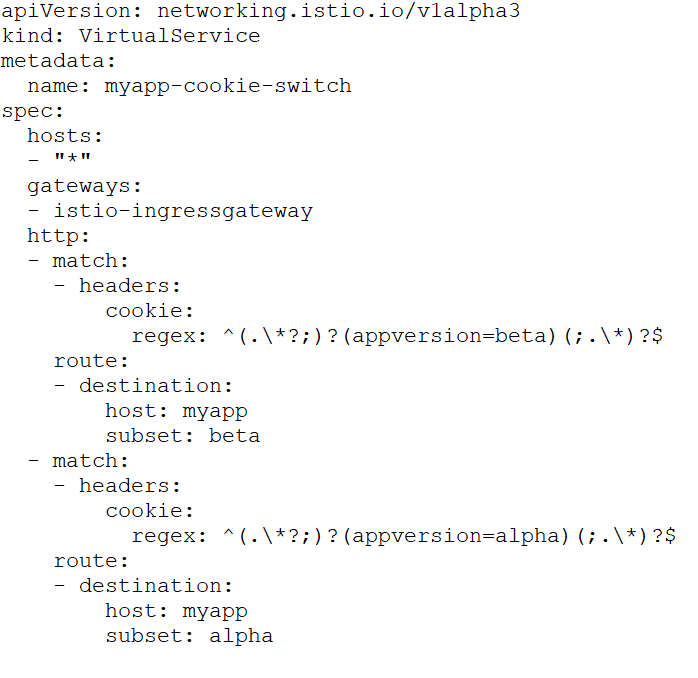 apiVersion: networking.istio.io/v1alpha3
kind: VirtualService
metadata:
  name: myapp-cookie-switch
spec:
  hosts:
  - "*"
  gateways:
  - istio-ingressgateway
  http:
  - match:
    - headers:
        cookie:
          regex: ^(.\*?;)?(appversion=beta)(;.\*)?$
    route:
    - destination:
        host: myapp
        subset: beta
  - match:
    - headers:
        cookie:
          regex: ^(.\*?;)?(appversion=alpha)(;.\*)?$
    route:
    - destination:
        host: myapp
        subset: alpha